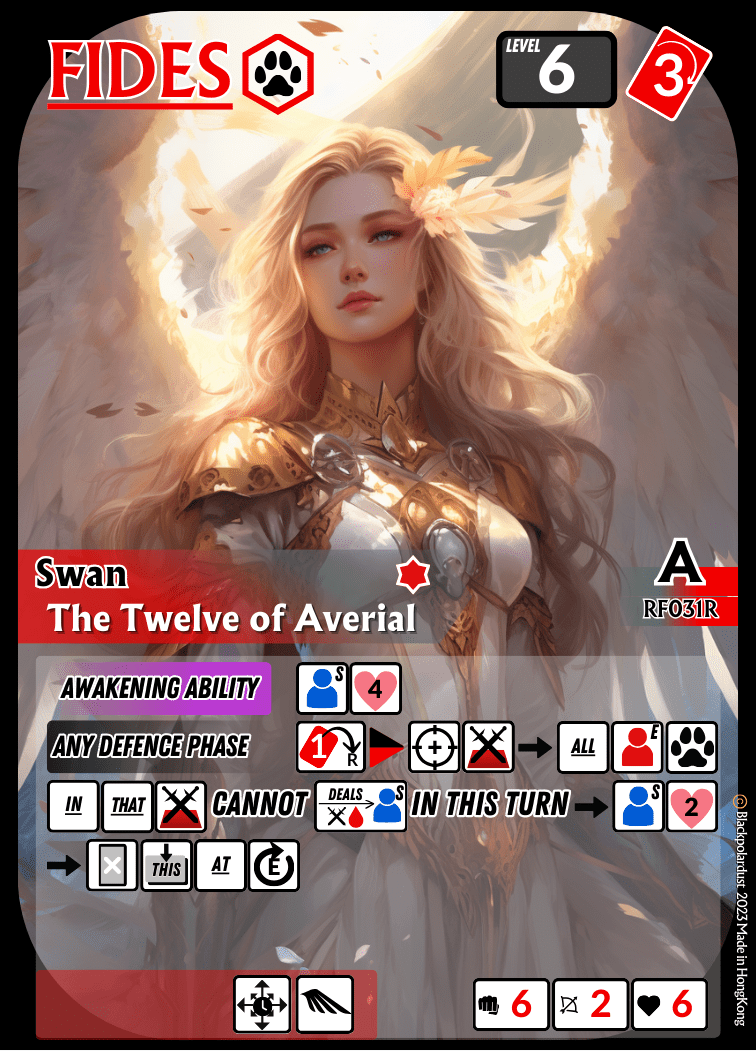 FIDES
LEVEL 6
3
Swan
The Twelve of Averial
A
RF031R
AWAKENING ABILITY S 4
ANY DEFENCE PHASE 1 R ALL E
IN THAT CANNOT DEALS S IN THIS TURN S 2
THIS AT E
6 2 6
© Blackpolardust 2023 Made in HongKong